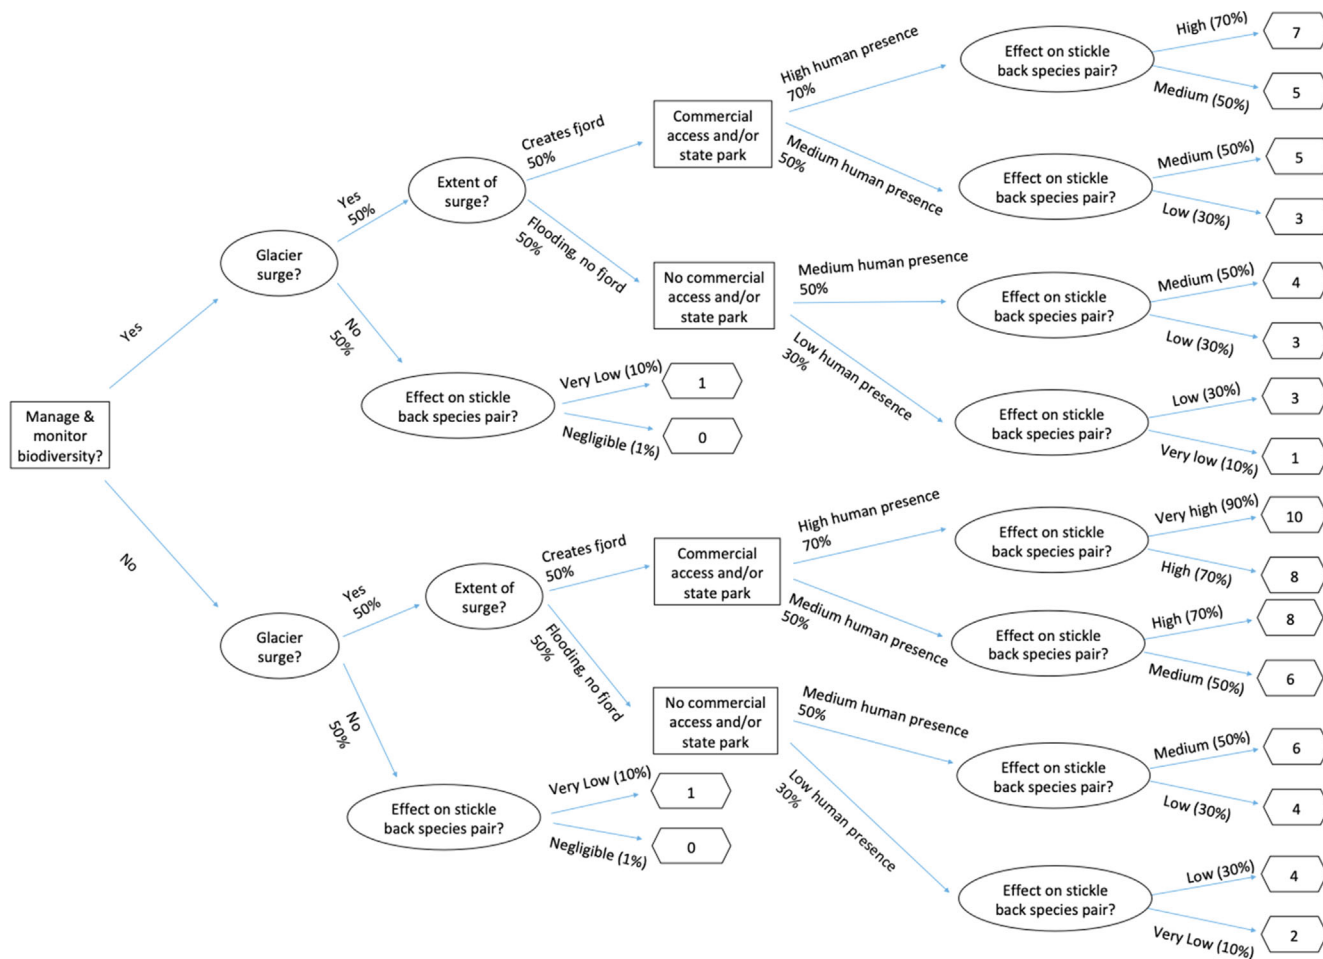 Manage &
monitor
biodiversity?
Yes
Glacier
surge?
Yes
50%
Extent of
surge?
Creates fjord
50%
Commercial
access and/or
state park
High human presence
70%
Effect on stickle
back species pair?
High (70%)
7
Medium (50%)
5
Medium human presence
50%
Effect on stickle
back species pair?
Medium (50%)
5
Low (30%)
3
Flooding, no fjord
50%
No commercial
access and/or
state park
Medium human presence
50%
Effect on stickle
back species pair?
Medium (50%)
4
Low (30%)
3
Low human presence
30%
Effect on stickle
back species pair?
Low (30%)
3
Very low (10%)
1
No
50%
Effect on stickle
back species pair?
Very Low (10%)
1
Negligible (1%)
0
No
Glacier
surge?
Yes
50%
Extent of
surge?
Creates fjord
50%
Commercial
access and/or
state park
High human presence
70%
Effect on stickle
back species pair?
Very high (90%)
10
High (70%)
8
Medium human presence
50%
Effect on stickle
back species pair?
High (70%)
8
Medium (50%)
6
Flooding, no fjord
50%
No commercial
access and/or
state park
Medium human presence
50%
Effect on stickle
back species pair?
Medium (50%)
6
Low (30%)
4
Low human presence
30%
Effect on stickle
back species pair?
Low (30%)
4
Very Low (10%)
2
No
50%
Effect on stickle
back species pair?
Very Low (10%)
1
Negligible (1%)
0